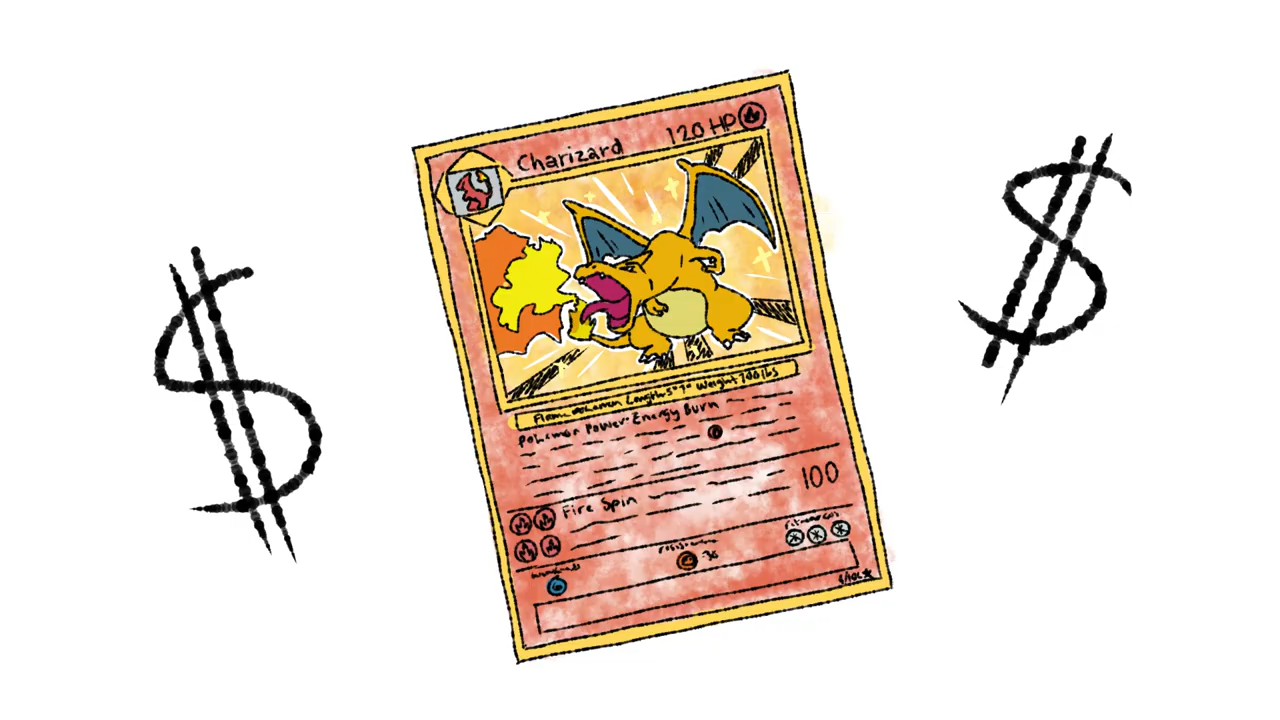 $
$
Charizard 120 HP
Flame Pokemon Length 5'7" Weight 200 lbs
Pokemon Power: Energy Burn
Fire Spin 100